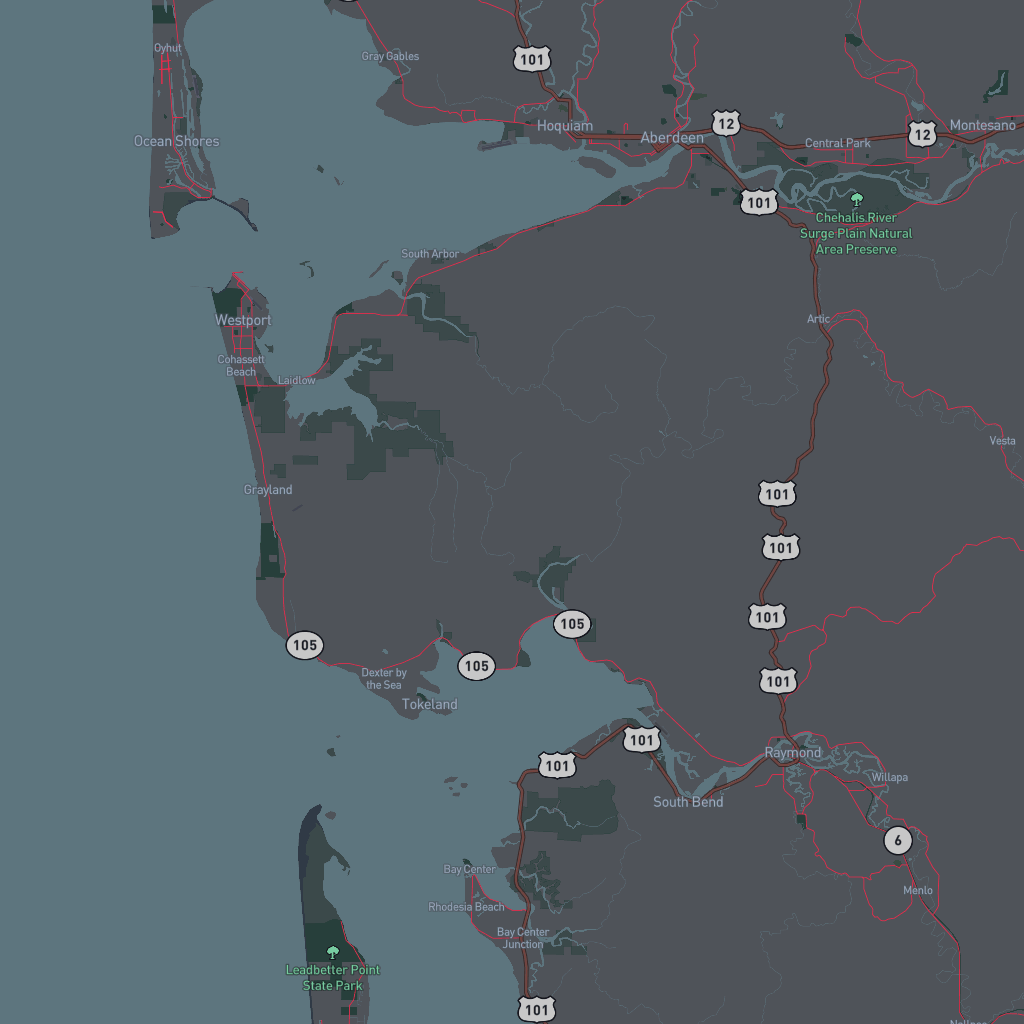 Oyhut
Gray Gables
101
Hoquiam
12
Aberdeen
12
Montesano
Central Park
Ocean Shores
101
Chehalis River
Surge Plain Natural
Area Preserve
South Arbor
Westport
Artic
Cohassett
Beach
Laidlow
Vesta
Grayland
101
101
101
105
105
105
Dexter by
the Sea
101
Tokeland
101
Raymond
101
Willapa
South Bend
6
Bay Center
Menlo
Rhodesia Beach
Bay Center
Junction
Leadbetter Point
State Park
101